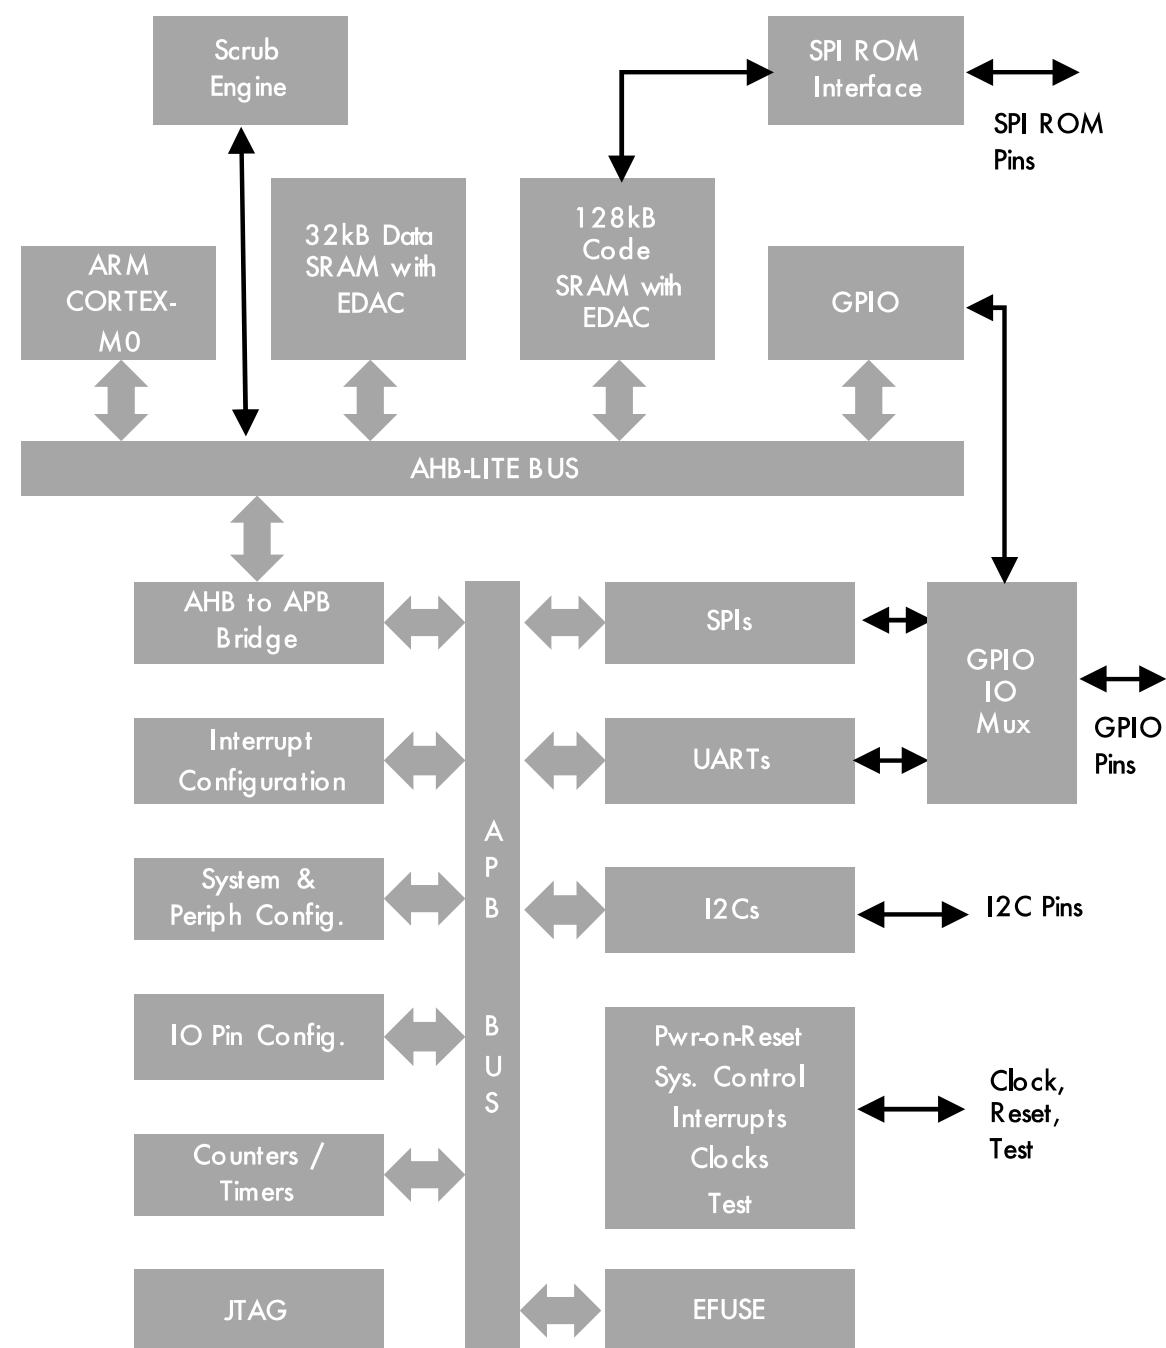 Scrub
Engine
SPI ROM
Interface
SPI ROM
Pins
ARM
CORTEX-
M0
32kB Data
SRAM with
EDAC
128kB
Code
SRAM with
EDAC
GPIO
AHB-LITE BUS
AHB to APB
Bridge
SPIs
GPIO
IO
Mux
GPIO
Pins
Interrupt
Configuration
UARTs
System &
Periph Config.
I2Cs
I2C Pins
A
P
B
B
U
S
IO Pin Config.
Pwr-on-Reset
Sys. Control
Interrupts
Clocks
Test
Clock,
Reset,
Test
Counters /
Timers
JTAG
EFUSE